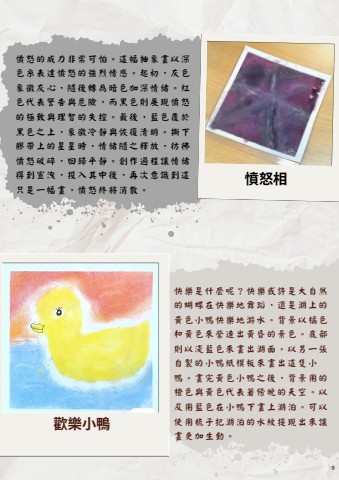 憤怒的威力非常可怕。這幅抽象畫以深
色系表達憤怒的強烈情感。起初，灰色
象徵灰心，隨後轉為暗色加深情緒。紅
色代表警告與危險，而黑色則展現憤怒
的極致與理智的失控。最後，藍色覆於
黑色之上，象徵冷靜與恢復清明。撕下
膠帶上的星星時，情緒隨之釋放，彷彿
憤怒破碎，回歸平靜。創作過程讓情緒
得到宣洩，投入其中後，再次意識到這
只是一幅畫，憤怒終將消散。
憤怒相
快樂是什麼呢？快樂或許是大自然
的蝴蝶在快樂地舞蹈，還是湖上的
黃色小鴨快樂地游水。背景以橘色
和黃色來營造出黃昏的景色。底部
則以淺藍色來畫出湖面。以另一張
自製的小鴨紙模板來畫出這隻小
鴨。畫完黃色小鴨之後，背景用的
橙色與黃色代表著傍晚的天空。以
及用藍色在小鴨下畫上湖泊。可以
使用梳子把湖泊的水紋提現出來讓
畫更加生動。
歡樂小鴨
9